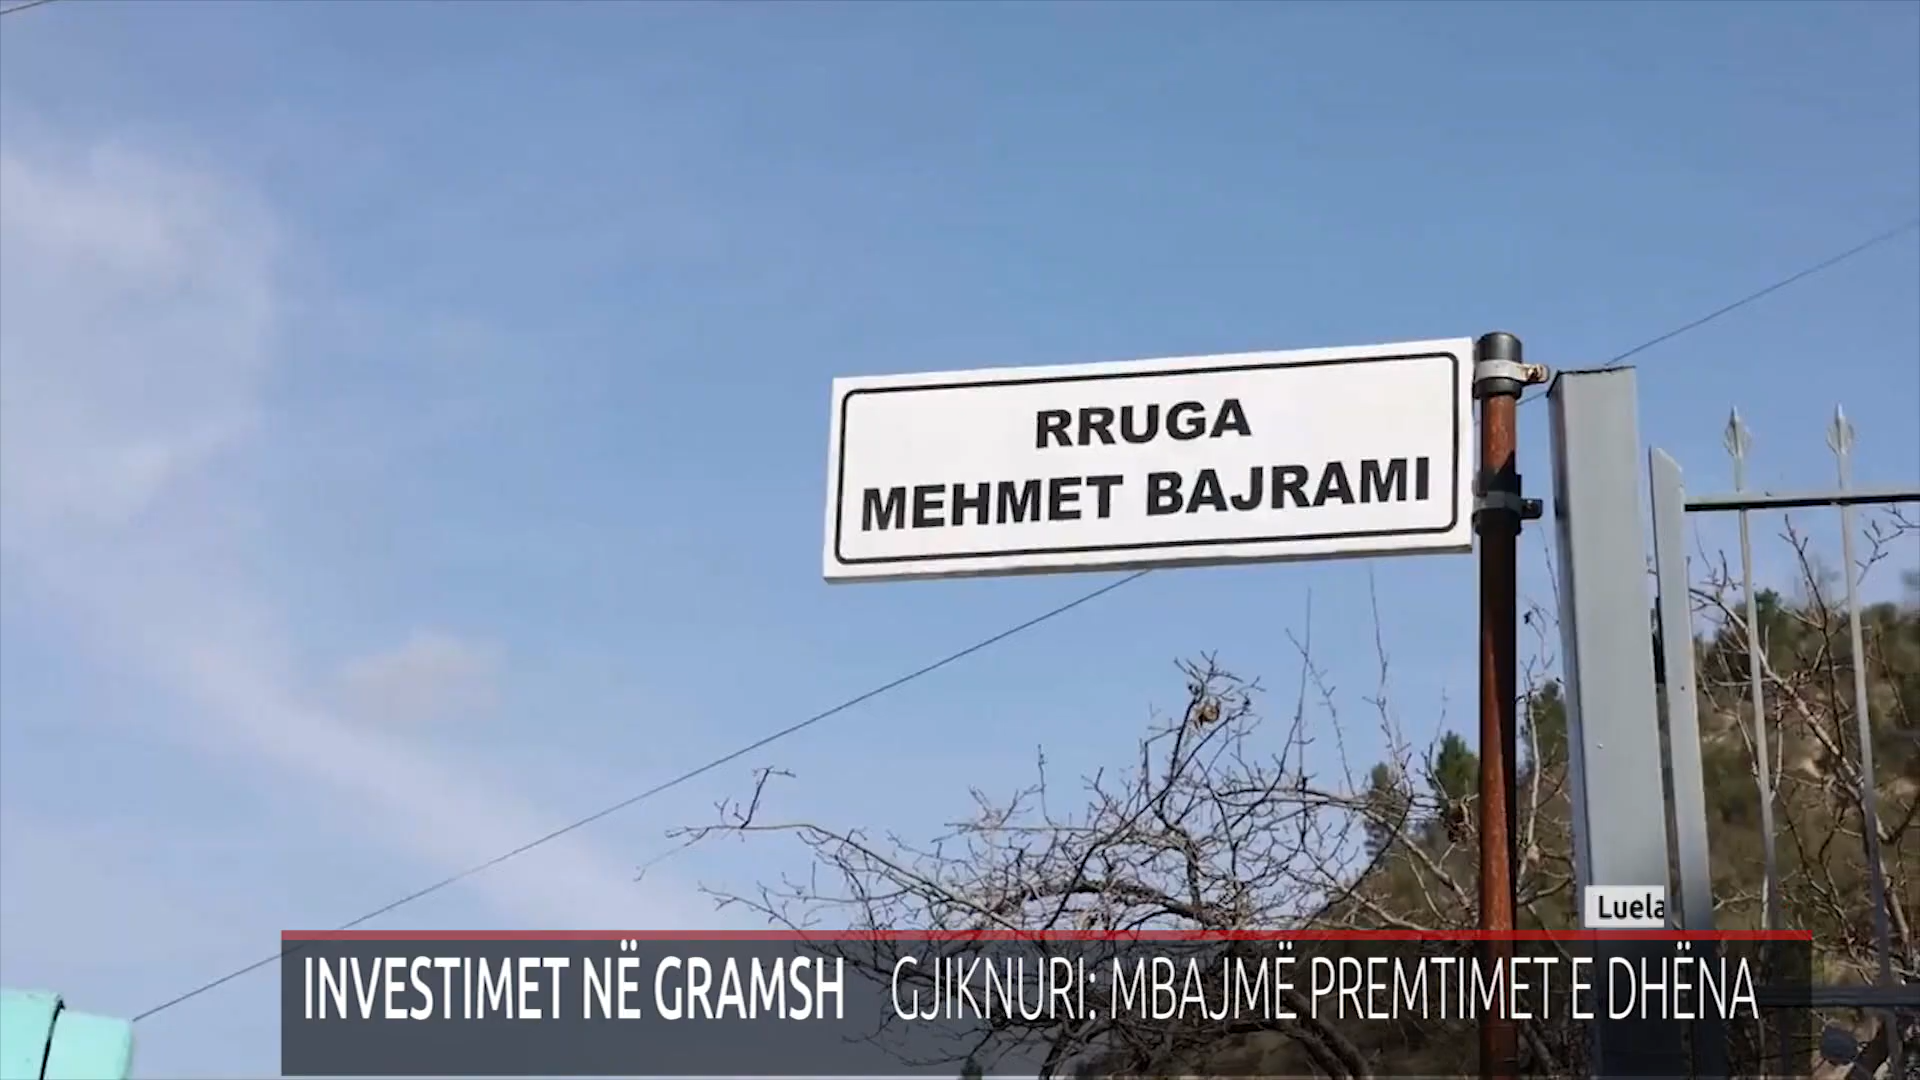 RRUGA
MEHMET BAJRAMI
Luela
INVESTIMET NË GRAMSH GJIKNURI: MBAJMË PREMTIMET E DHËNA